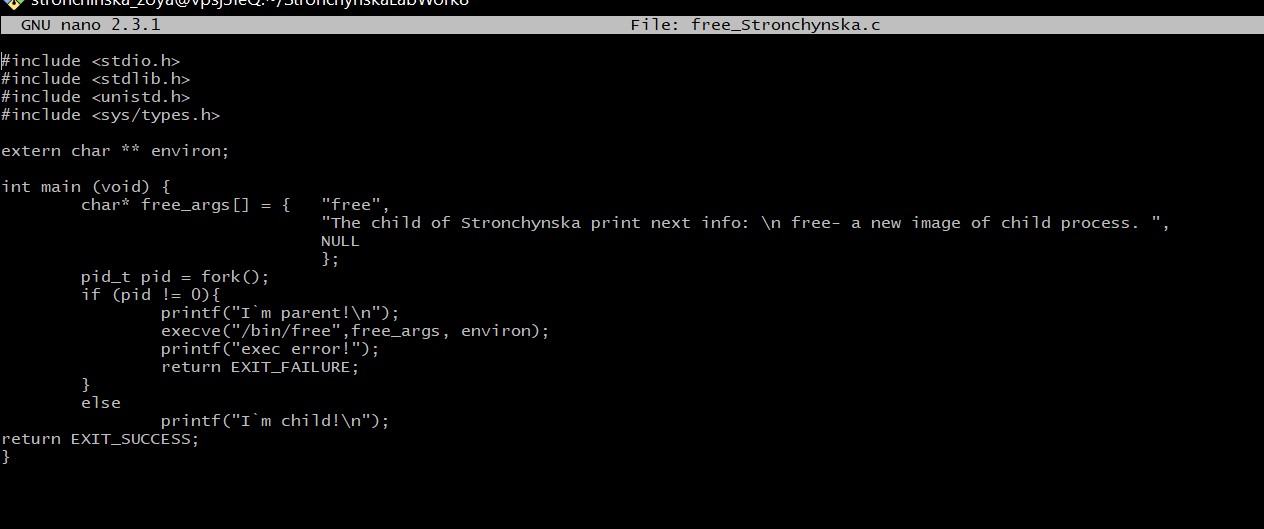 GNU nano 2.3.1 File: free_Stronchynska.c
#include <stdio.h>
#include <stdlib.h>
#include <unistd.h>
#include <sys/types.h>
extern char ** environ;
int main (void) {
char* free_args[] = { "free",
"The child of Stronchynska print next info: \n free- a new image of child process. ",
NULL
};
pid_t pid = fork();
if (pid != 0){
printf("I`m parent!\n");
execve("/bin/free",free_args, environ);
printf("exec error!");
return EXIT_FAILURE;
}
else
printf("I`m child!\n");
return EXIT_SUCCESS;
}